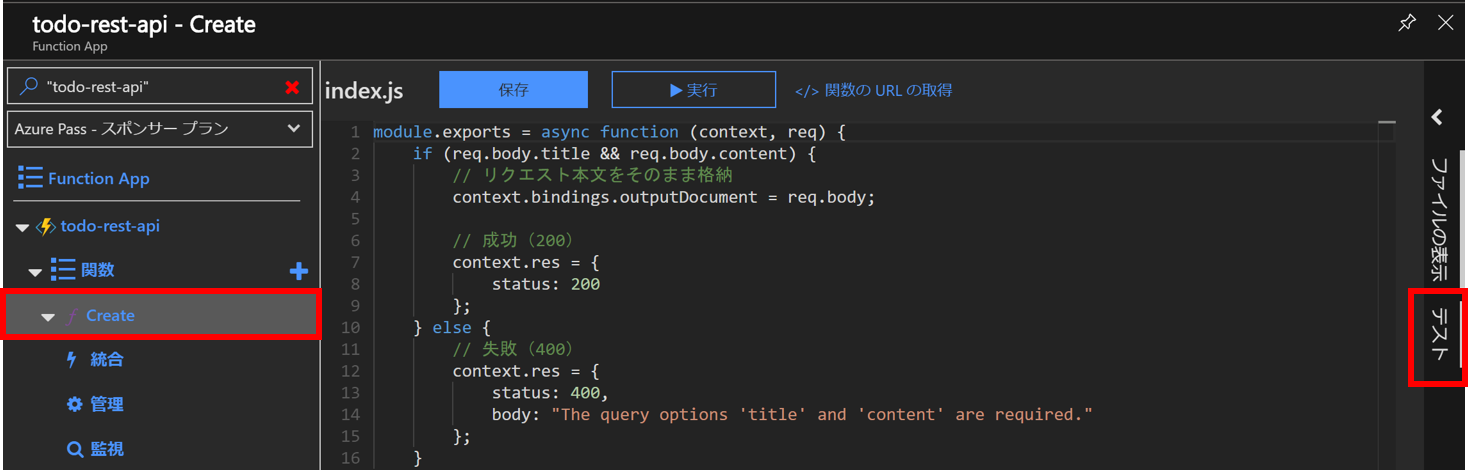 todo-rest-api - Create
Function App
"todo-rest-api"
Azure Pass - スポンサー プラン
Function App
todo-rest-api
関数
Create
統合
管理
監視
index.js
保存
実行
</> 関数の URL の取得
1 module.exports = async function (context, req) {
2 if (req.body.title && req.body.content) {
3 // リクエスト本文をそのまま格納
4 context.bindings.outputDocument = req.body;
5
6 // 成功（200）
7 context.res = {
8 status: 200
9 };
10 } else {
11 // 失敗（400）
12 context.res = {
13 status: 400,
14 body: "The query options 'title' and 'content' are required."
15 };
16 }
ファイルの表示
テスト